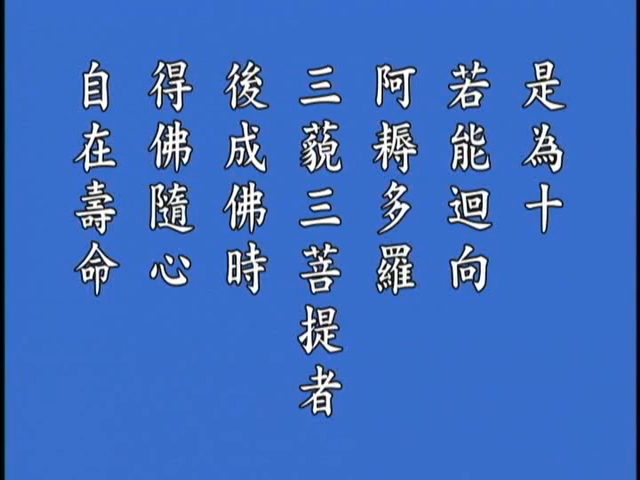 是為十
若能迴向
阿耨多羅
三藐三菩提者
後成佛時
得佛隨心
自在壽命